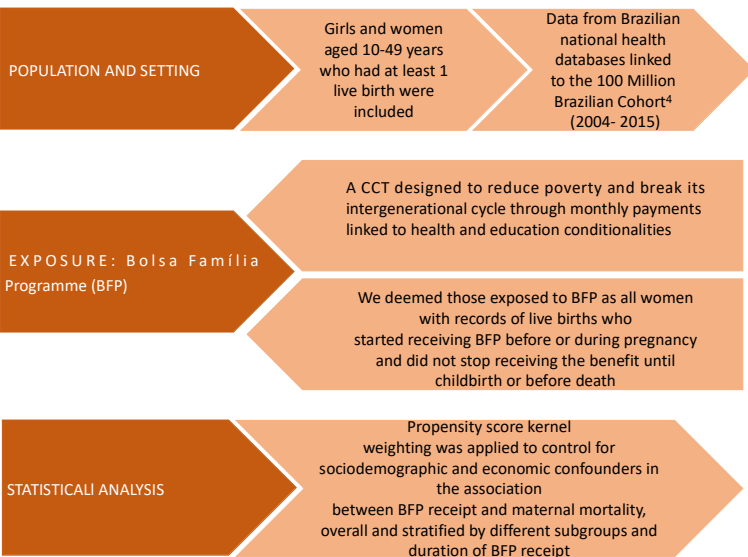 POPULATION AND SETTING
Girls and women
aged 10-49 years
who had at least 1
live birth were
included
Data from Brazilian
national health
databases linked
to the 100 Million
Brazilian Cohort⁴
(2004- 2015)
EXPOSURE: Bolsa Família
Programme (BFP)
A CCT designed to reduce poverty and break its
intergenerational cycle through monthly payments
linked to health and education conditionalities
We deemed those exposed to BFP as all women
with records of live births who
started receiving BFP before or during pregnancy
and did not stop receiving the benefit until
childbirth or before death
STATISTICALl ANALYSIS
Propensity score kernel
weighting was applied to control for
sociodemographic and economic confounders in
the association
between BFP receipt and maternal mortality,
overall and stratified by different subgroups and
duration of BFP receipt